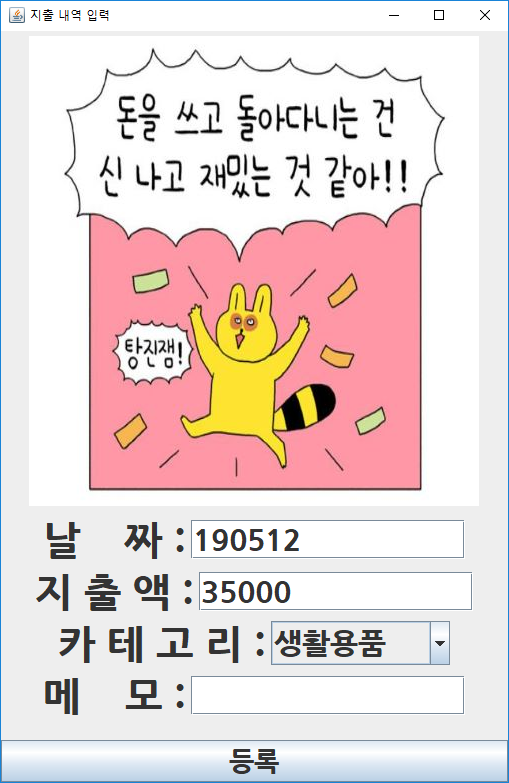 지출 내역 입력
돈을 쓰고 돌아다니는 건
신 나고 재밌는 것 같아!!
탕진잼!
날 짜 : 190512
지 출 액 : 35000
카 테 고 리 : 생활용품
메 모 :
등록